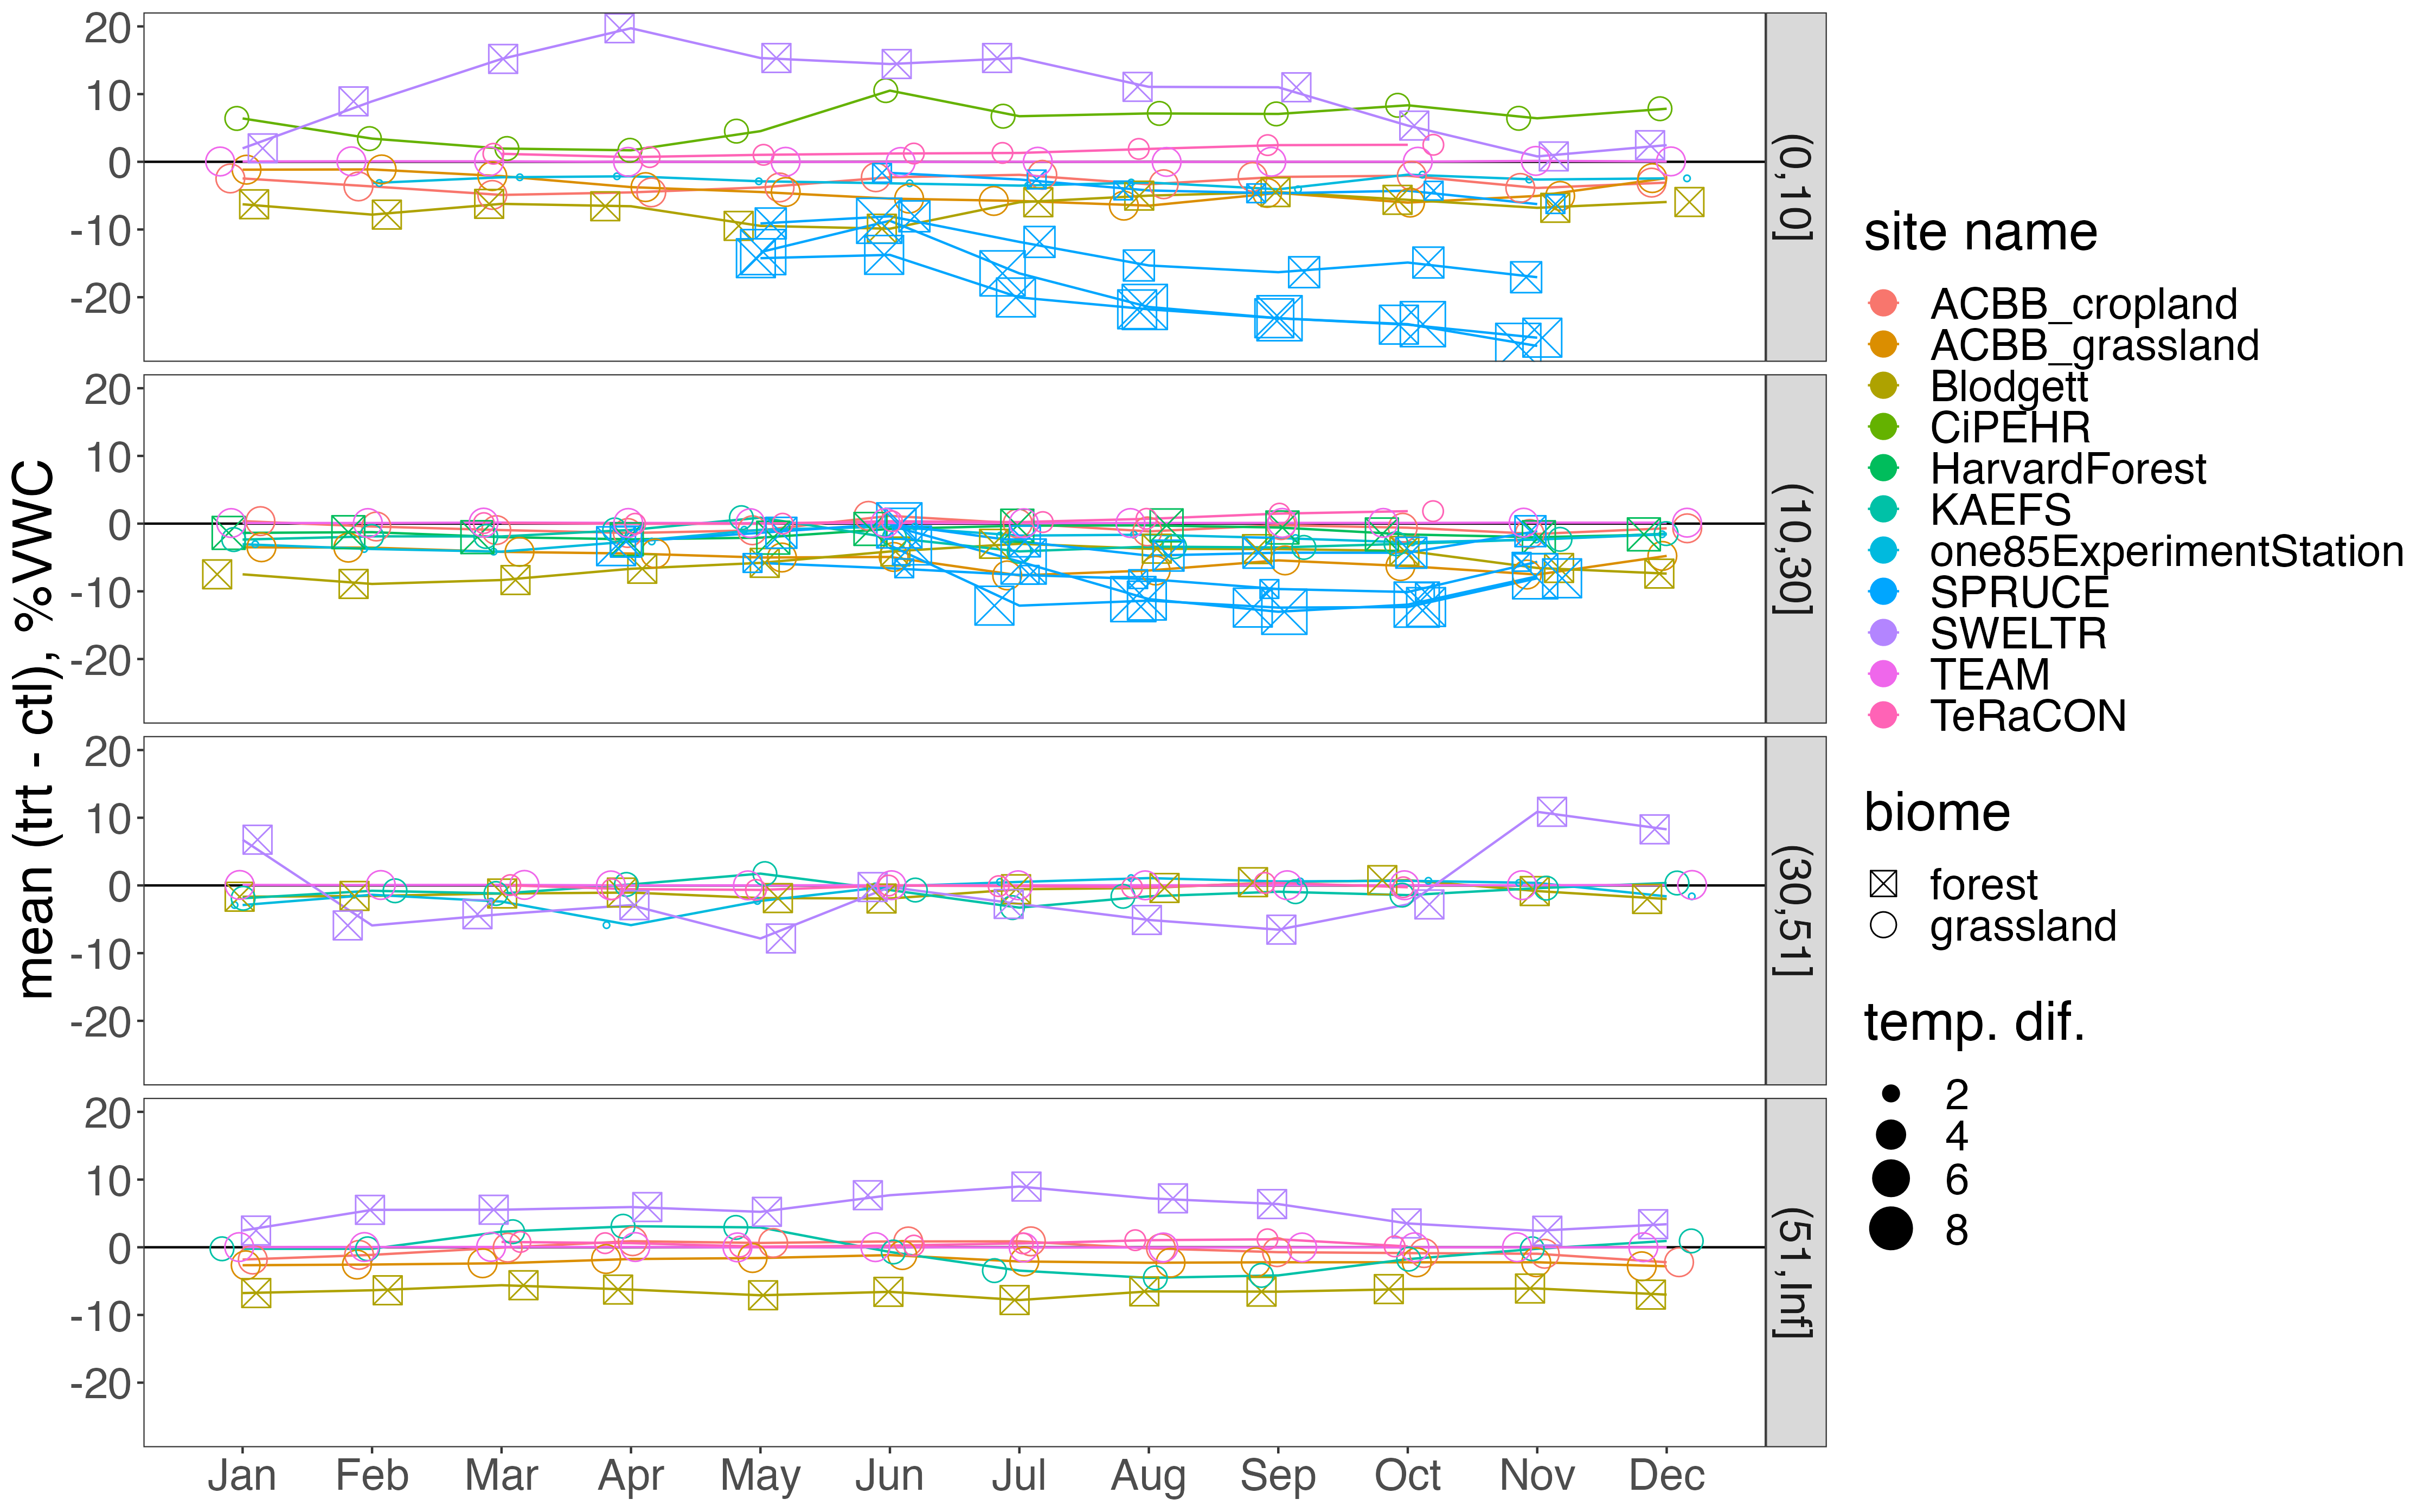 mean (trt - ctl), %VWC
20
10
0
-10
-20
(0,10]
20
10
0
-10
-20
(10,30]
20
10
0
-10
-20
(30,51]
20
10
0
-10
-20
(51,Inf]
Jan Feb Mar Apr May Jun Jul Aug Sep Oct Nov Dec
site name
ACBB_cropland
ACBB_grassland
Blodgett
CiPEHR
HarvardForest
KAEFS
one85ExperimentStation
SPRUCE
SWELTR
TEAM
TeRaCON
biome
forest
grassland
temp. dif.
2
4
6
8